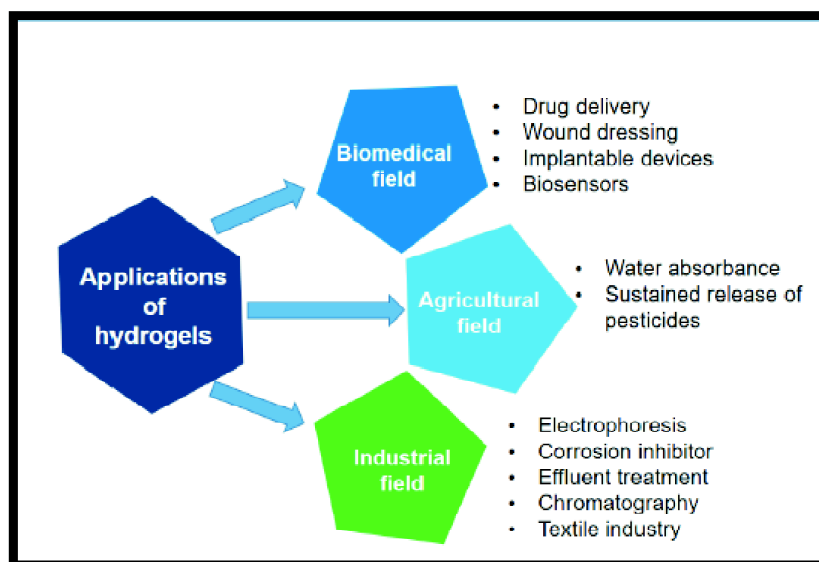 Applications
of
hydrogels
Biomedical
field
• Drug delivery
• Wound dressing
• Implantable devices
• Biosensors
Agricultural
field
• Water absorbance
• Sustained release of
pesticides
Industrial
field
• Electrophoresis
• Corrosion inhibitor
• Effluent treatment
• Chromatography
• Textile industry